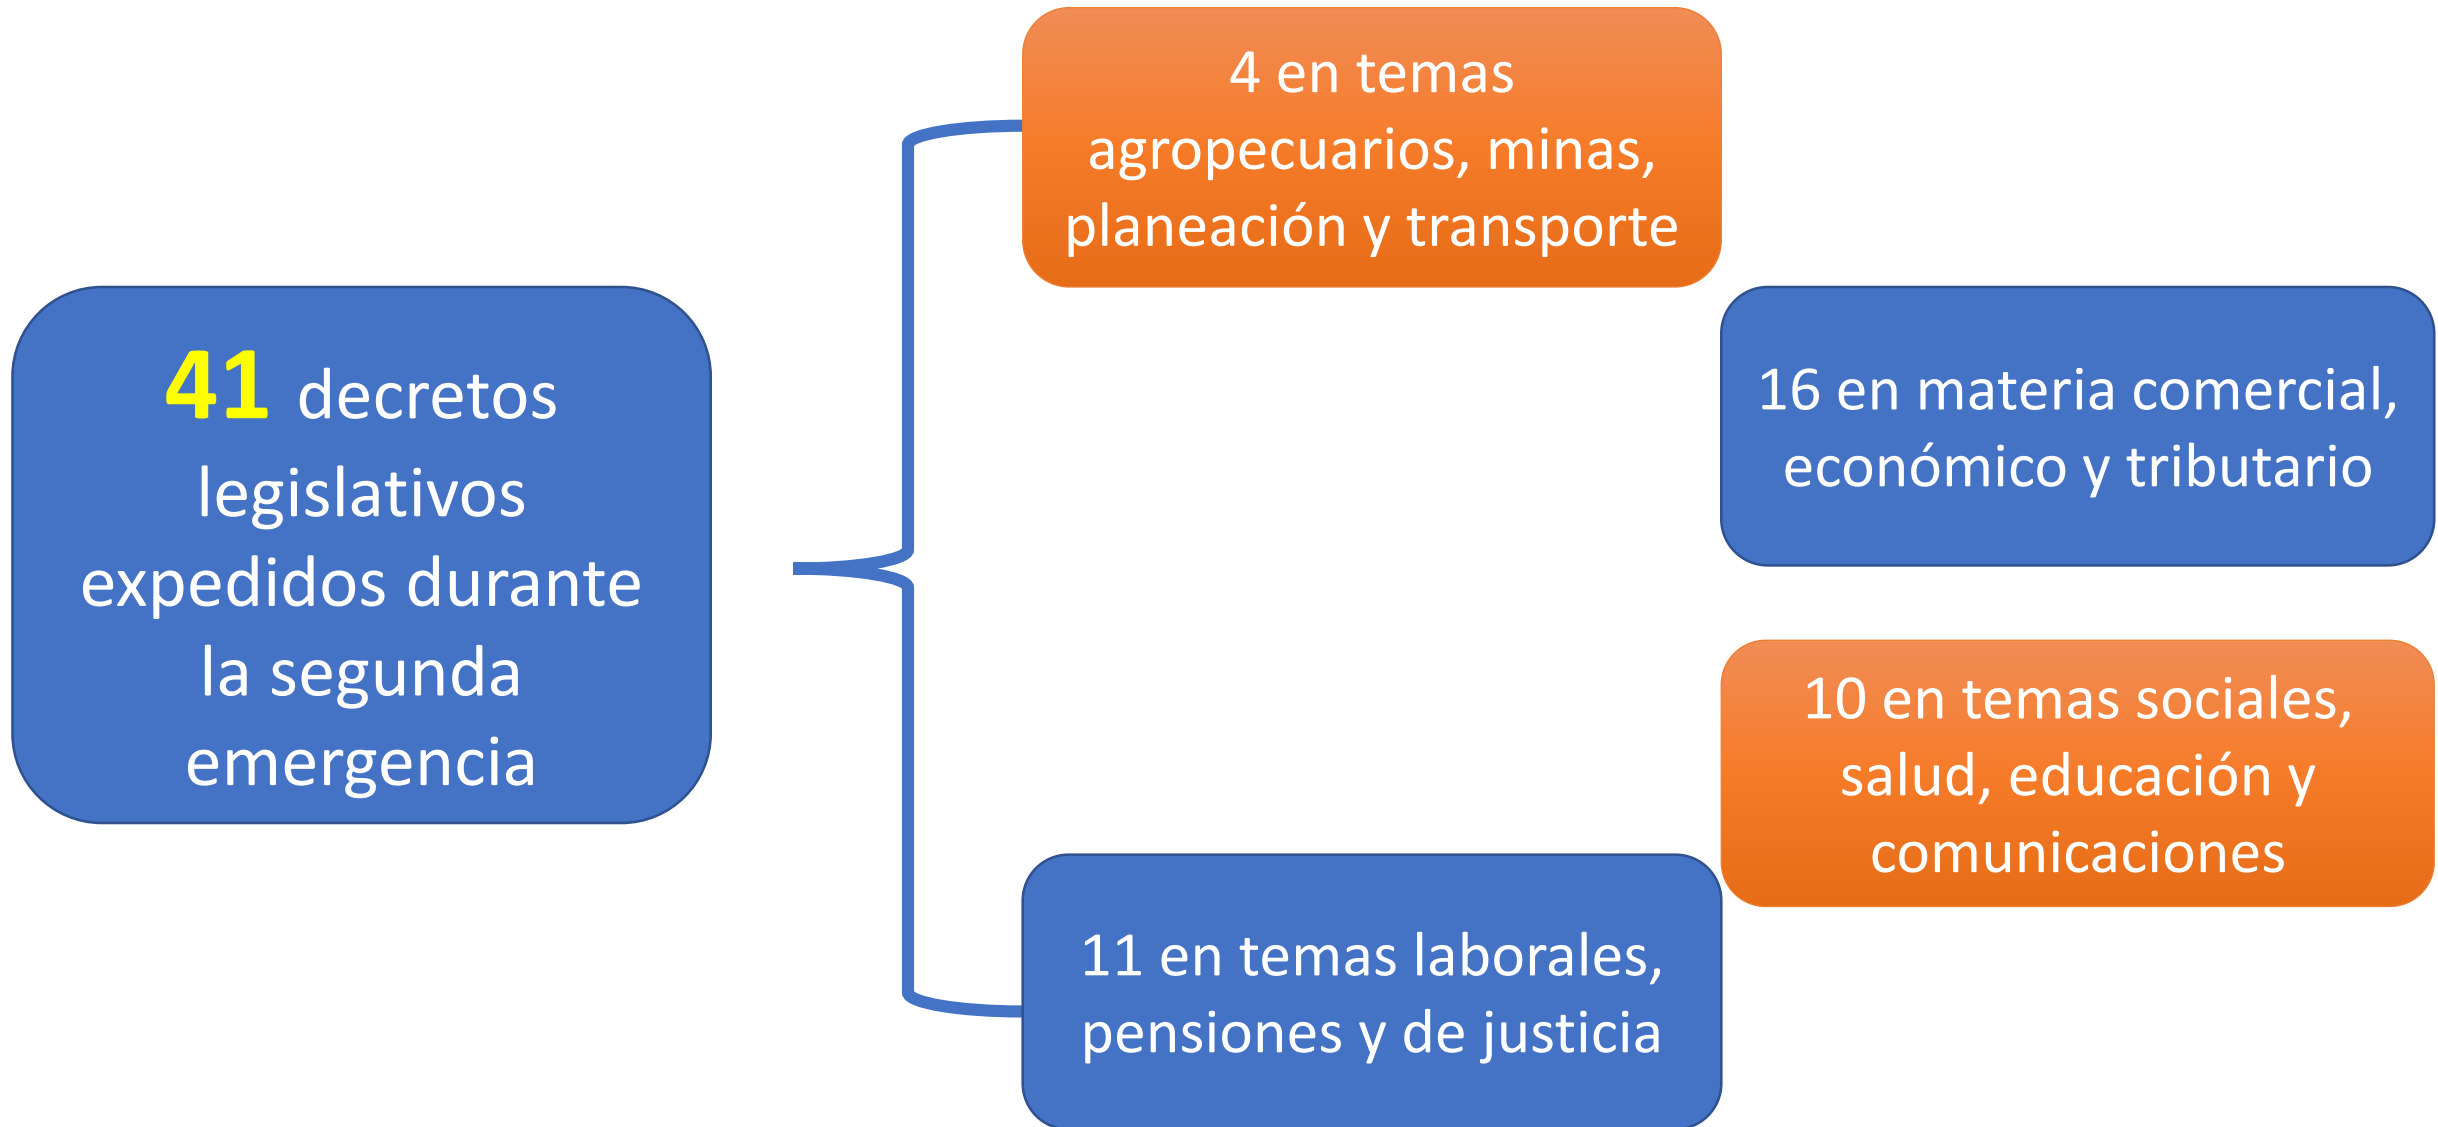 41 decretos
legislativos
expedidos durante
la segunda
emergencia
4 en temas
agropecuarios, minas,
planeación y transporte
16 en materia comercial,
económico y tributario
10 en temas sociales,
salud, educación y
comunicaciones
11 en temas laborales,
pensiones y de justicia